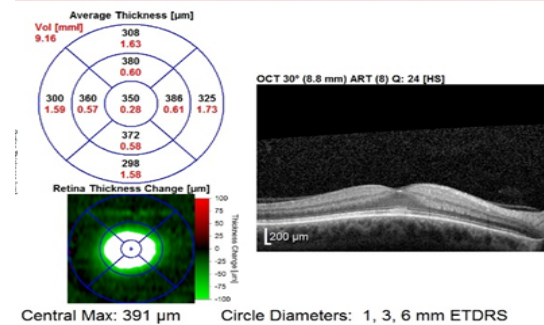 Average Thickness [µm]
Vol [mm³]
9.16
308
1.63
380
0.60
300 360 350 386 325
1.59 0.57 0.28 0.61 1.73
372
0.58
298
1.58
Retina Thickness Change [µm]
100
75
50
25
0
-25
-50
-75
-100
Thickness Change [µm]
OCT 30° (8.8 mm) ART (8) Q: 24 [HS]
200 µm
Central Max: 391 µm Circle Diameters: 1, 3, 6 mm ETDRS